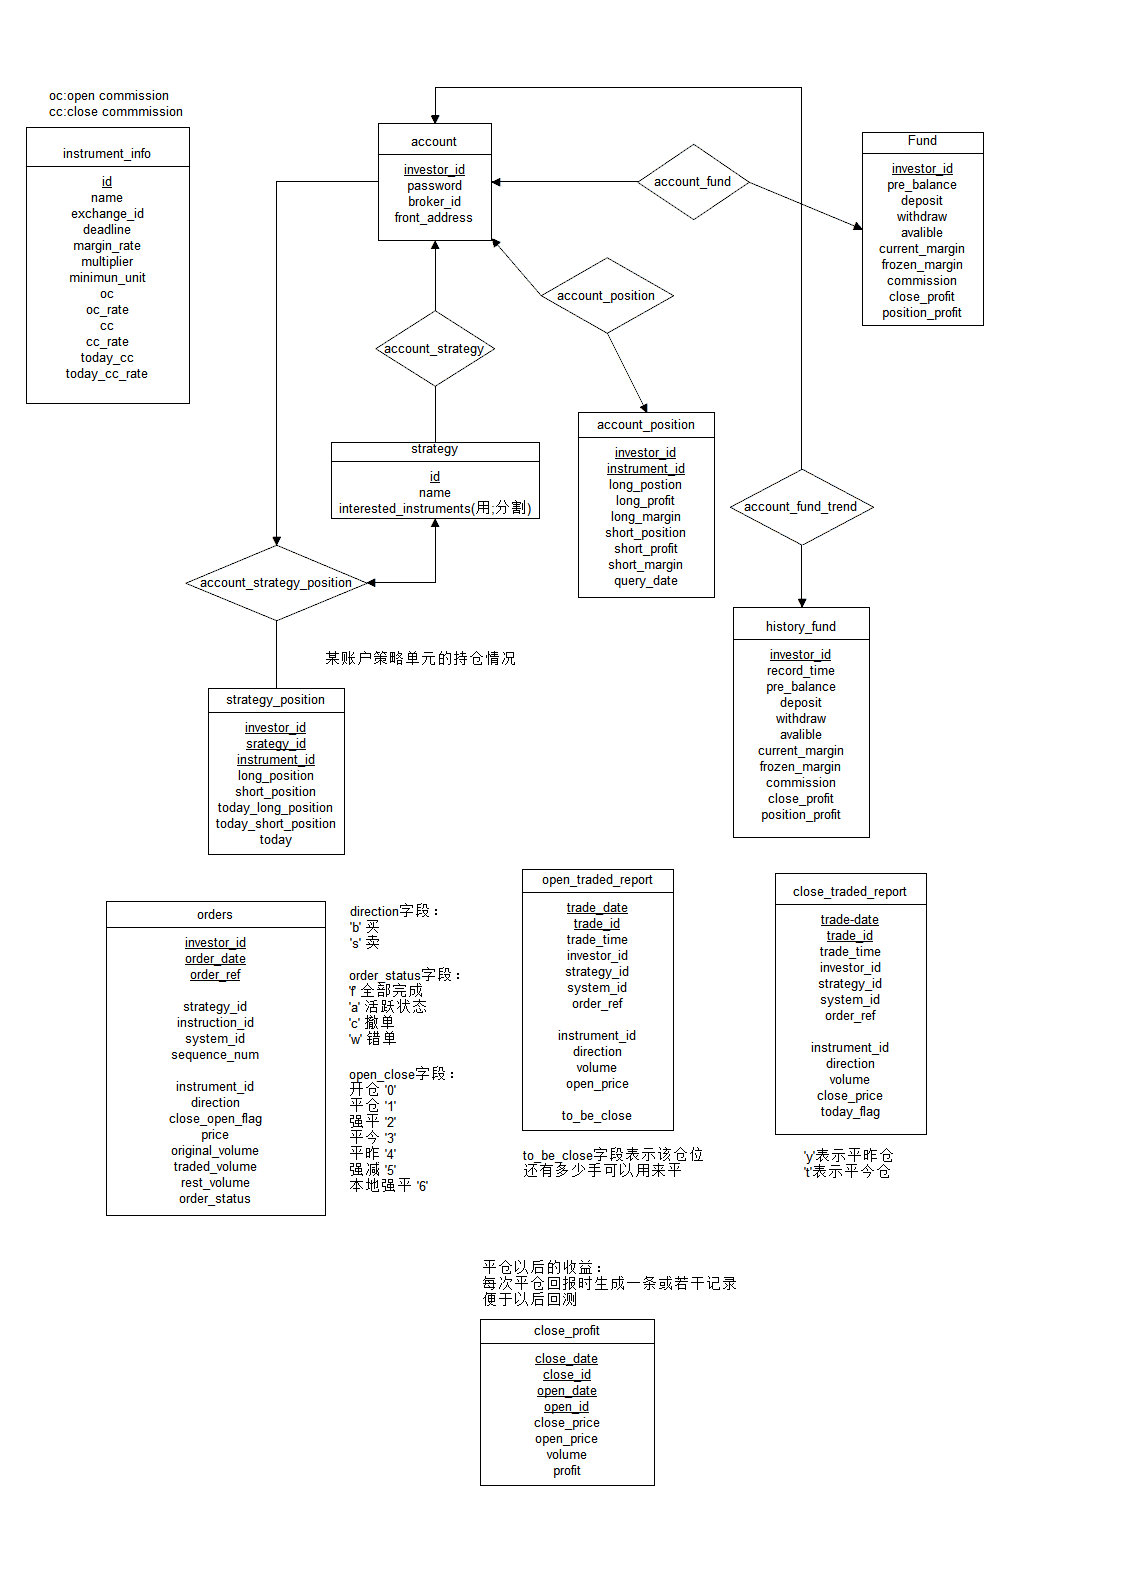 oc:open commission
cc:close commmission
instrument_info
id
name
exchange_id
deadline
margin_rate
multiplier
minimun_unit
oc
oc_rate
cc
cc_rate
today_cc
today_cc_rate
account
investor_id
password
broker_id
front_address
account_fund
Fund
investor_id
pre_balance
deposit
withdraw
avalible
current_margin
frozen_margin
commission
close_profit
position_profit
account_position
account_strategy
strategy
id
name
interested_instruments(用;分割)
account_position
investor_id
instrument_id
long_postion
long_profit
long_margin
short_position
short_profit
short_margin
query_date
account_fund_trend
account_strategy_position
某账户策略单元的持仓情况
history_fund
investor_id
record_time
pre_balance
deposit
withdraw
avalible
current_margin
frozen_margin
commission
close_profit
position_profit
strategy_position
investor_id
srategy_id
instrument_id
long_position
short_position
today_long_position
today_short_position
today
orders
investor_id
order_date
order_ref
strategy_id
instruction_id
system_id
sequence_num
instrument_id
direction
close_open_flag
price
original_volume
traded_volume
rest_volume
order_status
direction字段：
'b' 买
's' 卖
order_status字段：
'f' 全部完成
'a' 活跃状态
'c' 撤单
'w' 错单
open_close字段：
开仓 '0'
平仓 '1'
强平 '2'
平今 '3'
平昨 '4'
强减 '5'
本地强平 '6'
open_traded_report
trade_date
trade_id
trade_time
investor_id
strategy_id
system_id
order_ref
instrument_id
direction
volume
open_price
to_be_close
to_be_close字段表示该仓位
还有多少手可以用来平
close_traded_report
trade-date
trade_id
trade_time
investor_id
strategy_id
system_id
order_ref
instrument_id
direction
volume
close_price
today_flag
'y'表示平昨仓
't'表示平今仓
平仓以后的收益：
每次平仓回报时生成一条或若干记录
便于以后回测
close_profit
close_date
close_id
open_date
open_id
close_price
open_price
volume
profit